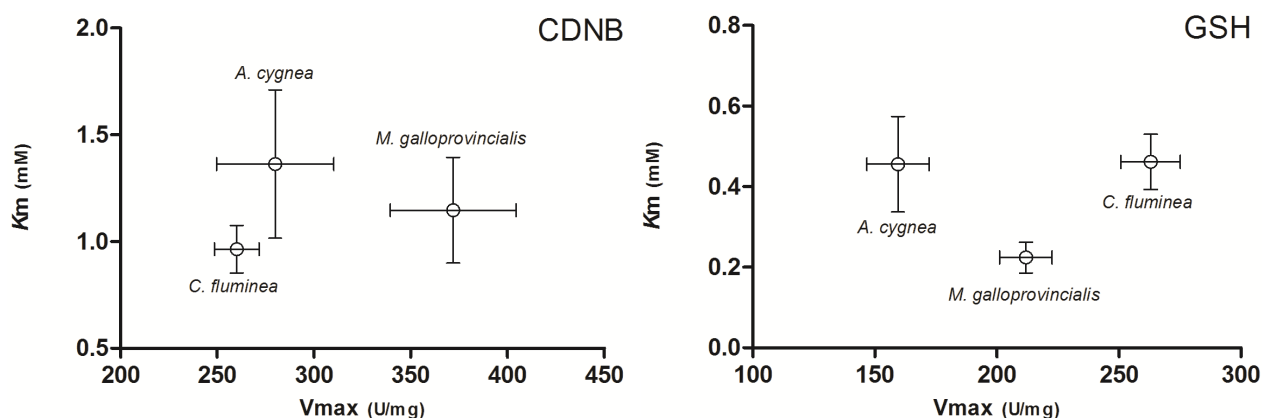 CDNB
2.0
1.5
1.0
0.5
Km (mM)
A. cygnea
M. galloprovincialis
C. fluminea
200 250 300 350 400 450
Vmax (U/mg)
GSH
0.8
0.6
0.4
0.2
0.0
Km (mM)
C. fluminea
A. cygnea
M. galloprovincialis
100 150 200 250 300
Vmax (U/mg)